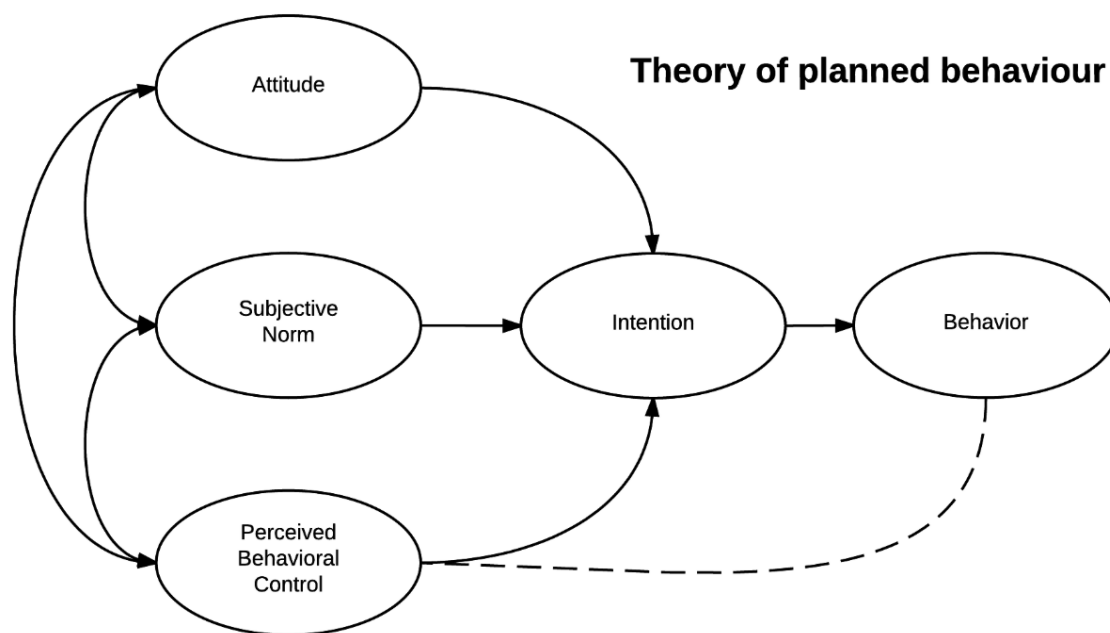 Theory of planned behaviour
Attitude
Subjective
Norm
Intention
Behavior
Perceived
Behavioral
Control